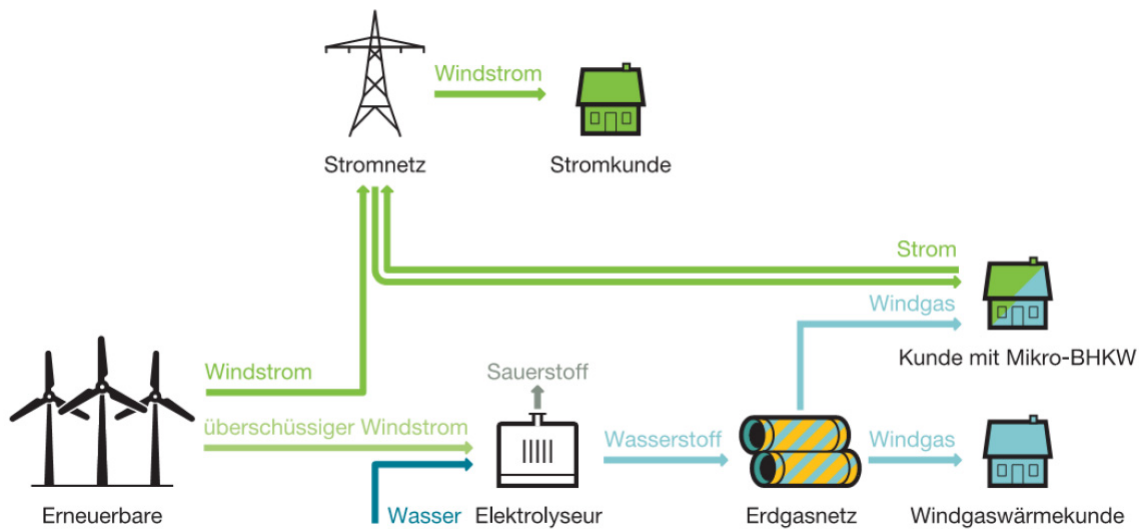 Windstrom
Stromnetz
Stromkunde
Strom
Windgas
Kunde mit Mikro-BHKW
Windstrom
Sauerstoff
überschüssiger Windstrom
Wasserstoff
Windgas
Wasser
Erneuerbare
Elektrolyseur
Erdgasnetz
Windgaswärmekunde